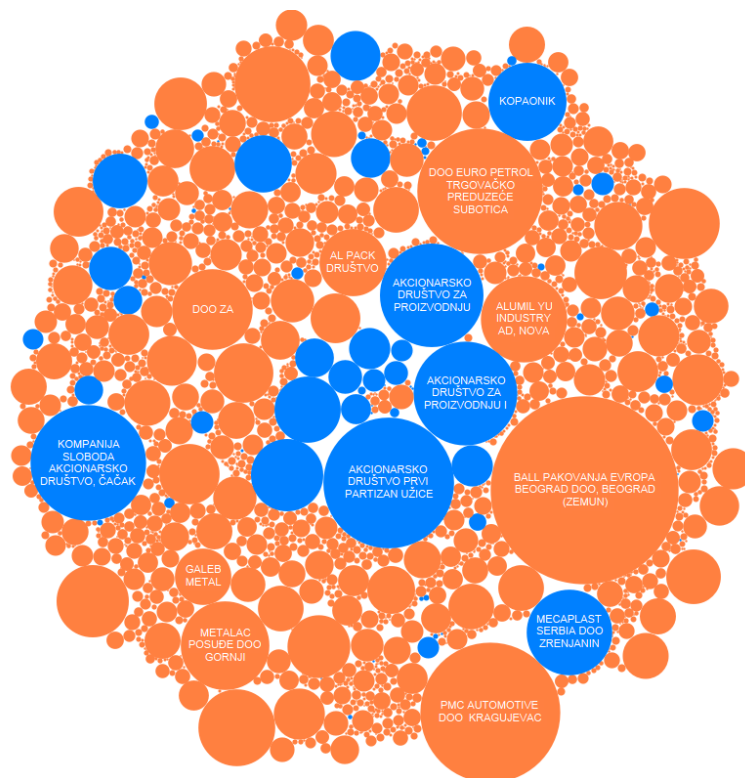 KOPAONIK
DOO EURO PETROL
TRGOVAČKO
PREDUZEĆE
SUBOTICA
AL PACK
DRUŠTVO
AKCIONARSKO
DRUŠTVO ZA
PROIZVODNJU
DOO ZA
ALUMIL YU
INDUSTRY
AD, NOVA
AKCIONARSKO
DRUŠTVO ZA
PROIZVODNJU I
KOMPANIJA
SLOBODA
AKCIONARSKO
DRUŠTVO, ČAČAK
AKCIONARSKO
DRUŠTVO PRVI
PARTIZAN UŽICE
BALL PAKOVANJA EVROPA
BEOGRAD DOO, BEOGRAD
(ZEMUN)
GALEB
METAL
METALAC
POSUĐE DOO
GORNJI
MECAPLAST
SERBIA DOO
ZRENJANIN
PMC AUTOMOTIVE
DOO KRAGUJEVAC